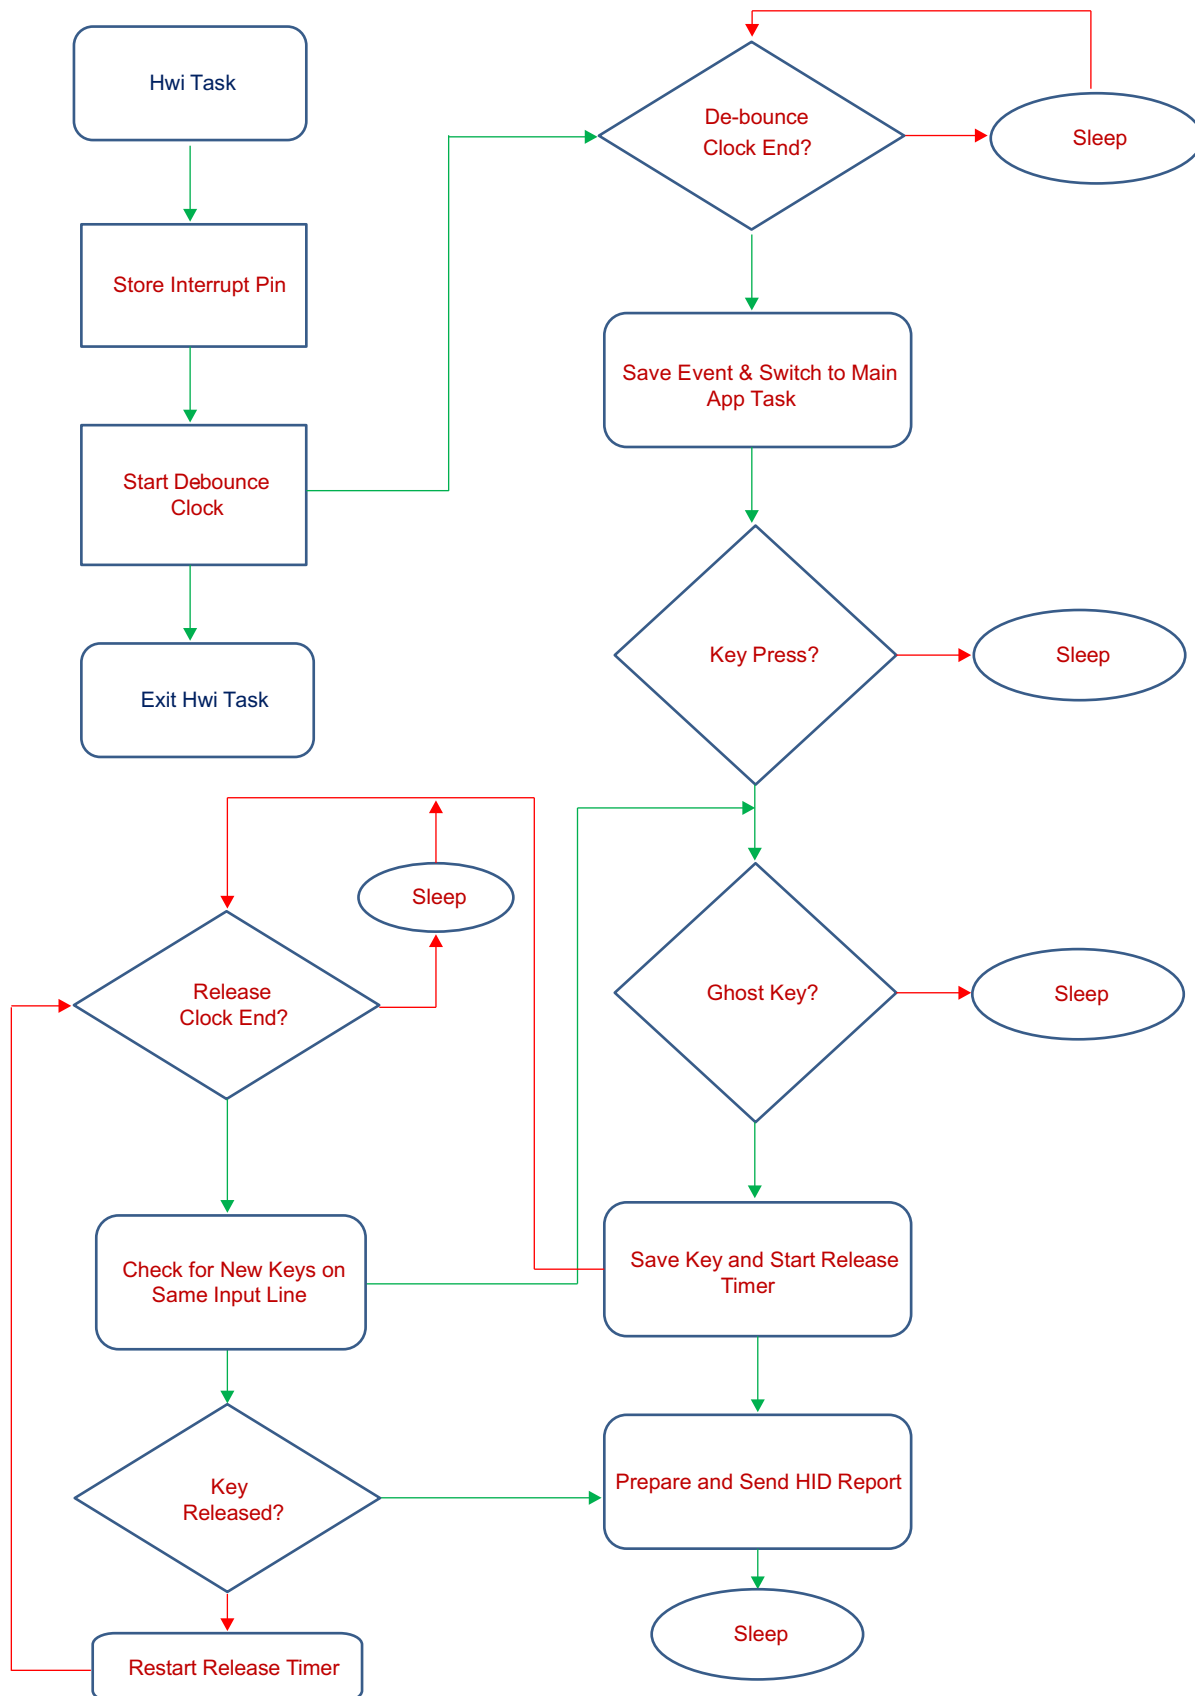 Hwi Task
Store Interrupt Pin
Start Debounce
Clock
Exit Hwi Task
De-bounce
Clock End?
Sleep
Save Event & Switch to Main
App Task
Key Press?
Sleep
Ghost Key?
Sleep
Sleep
Release
Clock End?
Check for New Keys on
Same Input Line
Save Key and Start Release
Timer
Key
Released?
Prepare and Send HID Report
Restart Release Timer
Sleep